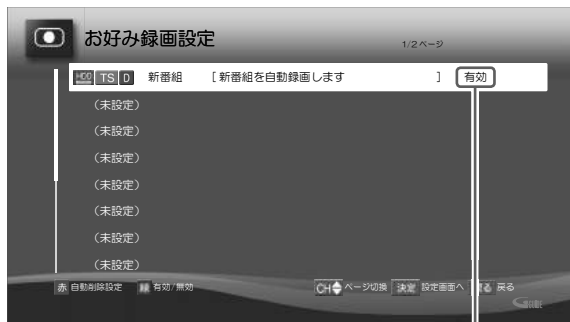 お好み録画設定
1/2ページ
HDD TS D 新番組 [新番組を自動録画します ] 有効
(未設定)
(未設定)
(未設定)
(未設定)
(未設定)
(未設定)
(未設定)
赤 自動削除設定 緑 有効/無効 CH ページ切換 決定 設定画面へ 戻る 戻る
G-GUIDE